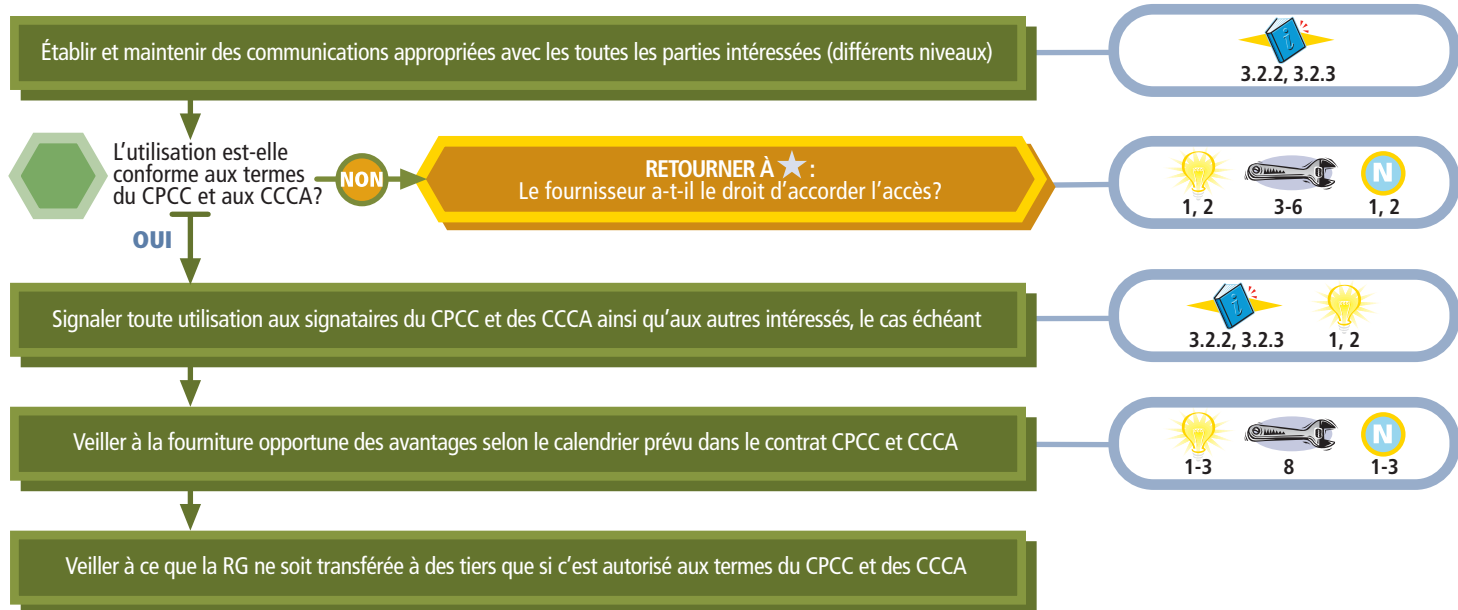 Établir et maintenir des communications appropriées avec les toutes les parties intéressées (différents niveaux)
3.2.2, 3.2.3
L'utilisation est-elle
conforme aux termes
du CPCC et aux CCCA?
NON
RETOURNER À ★ :
Le fournisseur a-t-il le droit d'accorder l'accès?
N
1, 2 3-6 1, 2
OUI
Signaler toute utilisation aux signataires du CPCC et des CCCA ainsi qu'aux autres intéressés, le cas échéant
3.2.2, 3.2.3 1, 2
Veiller à la fourniture opportune des avantages selon le calendrier prévu dans le contrat CPCC et CCCA
N
1-3 8 1-3
Veiller à ce que la RG ne soit transférée à des tiers que si c'est autorisé aux termes du CPCC et des CCCA